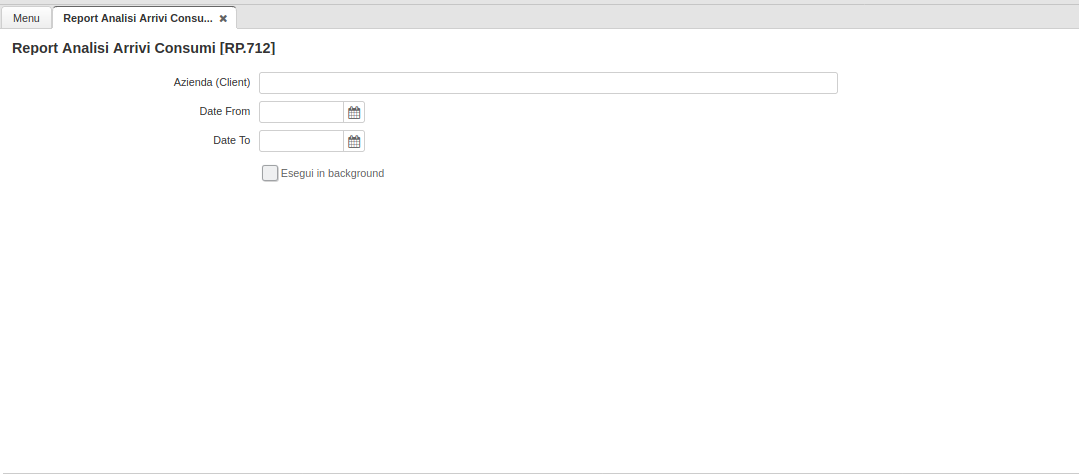 Menu
Report Analisi Arrivi Consu...
Report Analisi Arrivi Consumi [RP.712]
Azienda (Client)
Date From
Date To
Esegui in background